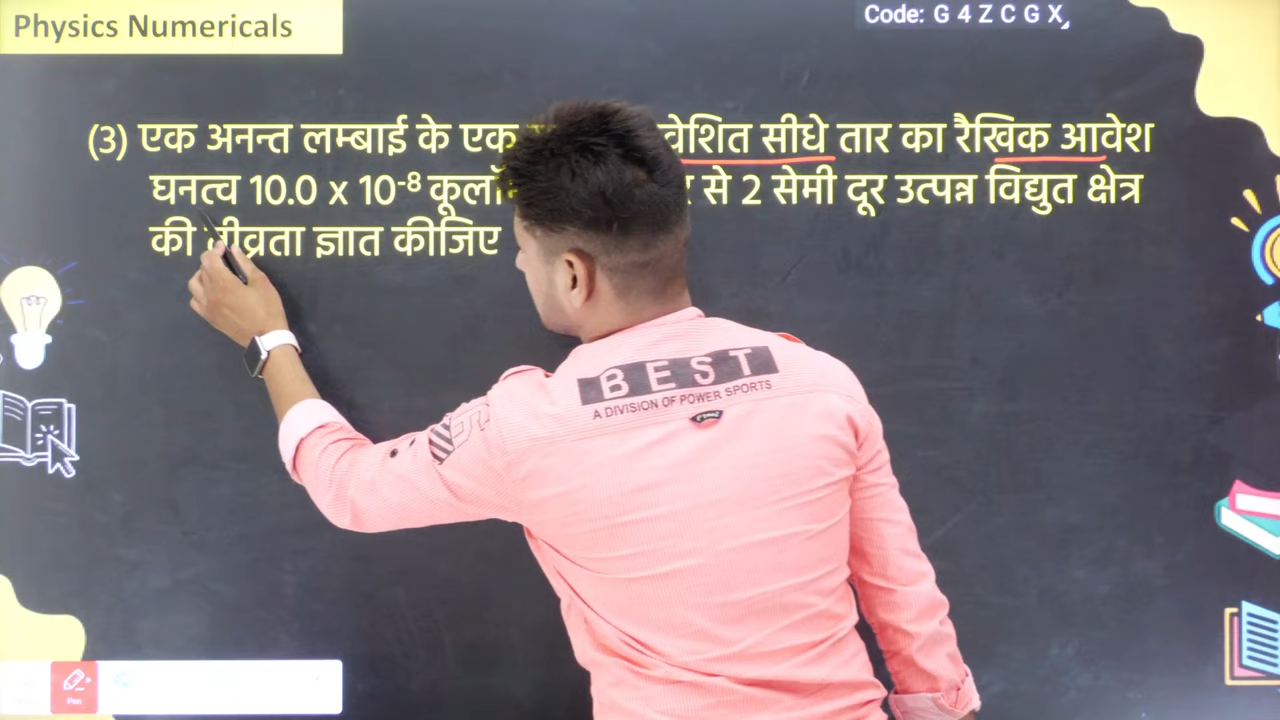 Physics Numericals
Code: G 4 Z C G X
(3) एक अनन्त लम्बाई के एक सीधे तार का रैखिक आवेश
घनत्व 10.0 x 10-8 से 2 सेमी दूर उत्पन्न विद्युत क्षेत्र
की तीव्रता ज्ञात कीजिए
BEST
A DIVISION OF POWER SPORTS
Pen